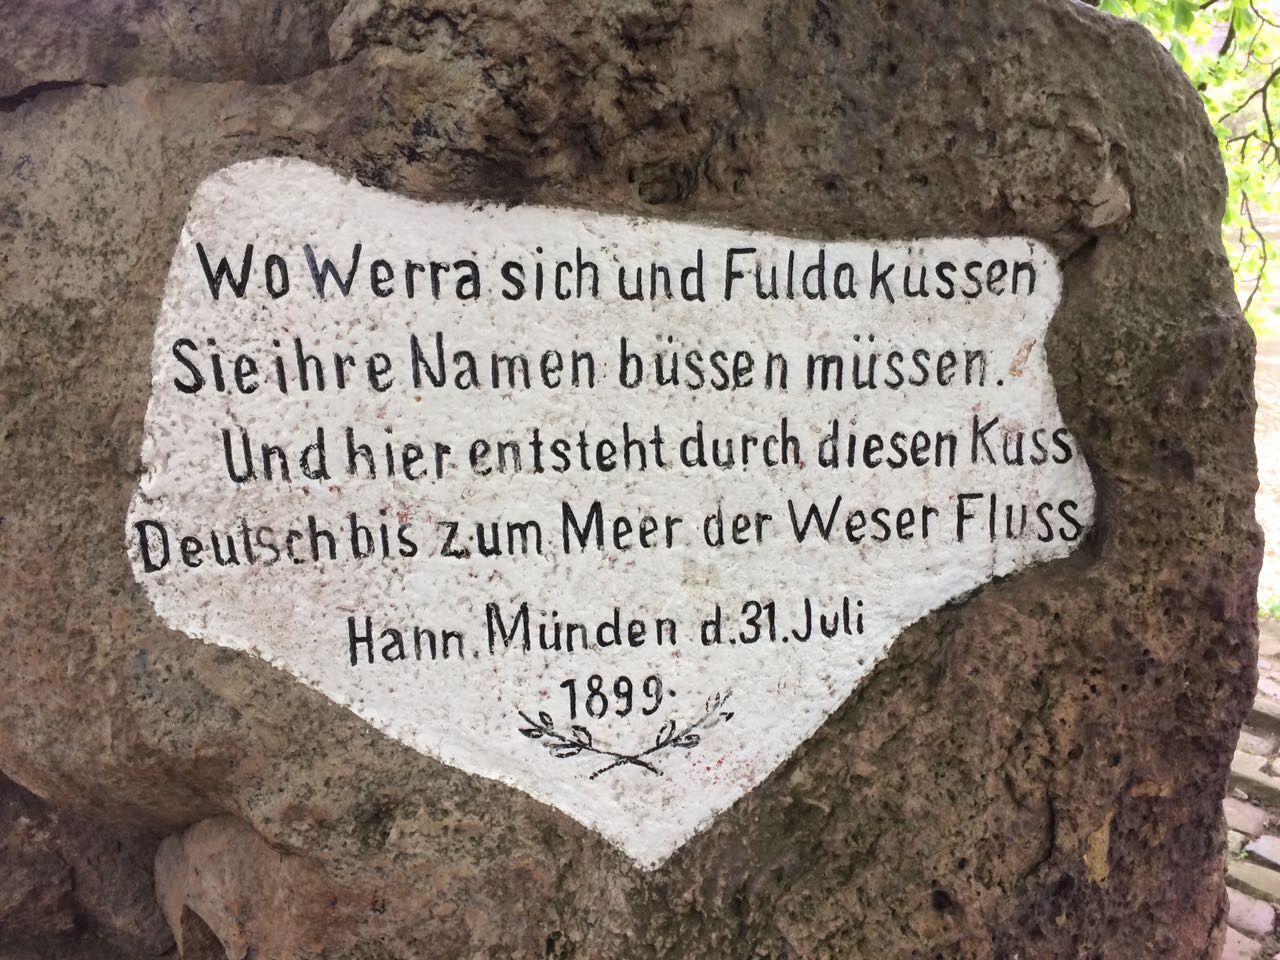 Wo Werra sich und Fulda küssen
Sie ihre Namen büssen müssen.
Und hier entsteht durch diesen Kuss
Deutsch bis zum Meer der Weser Fluss
Hann. Münden d. 31. Juli
1899.